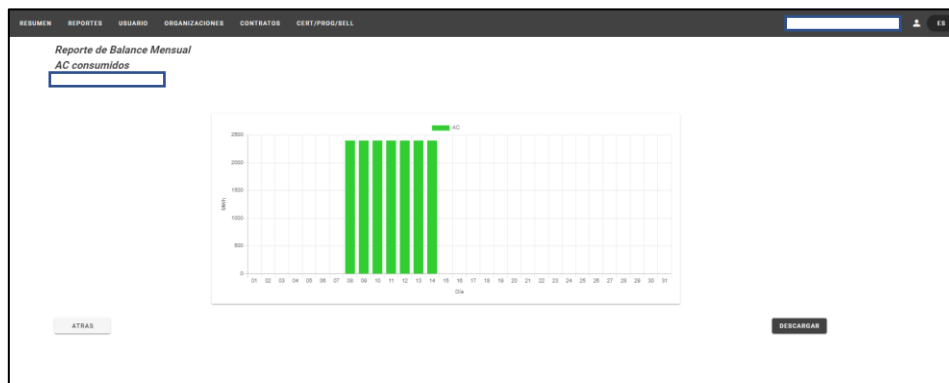 RESUMEN REPORTES USUARIO ORGANIZACIONES CONTRATOS CERT/PROG/SELL ES
Reporte de Balance Mensual
AC consumidos
AC
2500
2000
1500
1000
500
0
MWh
01 02 03 04 05 06 07 08 09 10 11 12 13 14 15 16 17 18 19 20 21 22 23 24 25 26 27 28 29 30 31
Día
ATRAS DESCARGAR